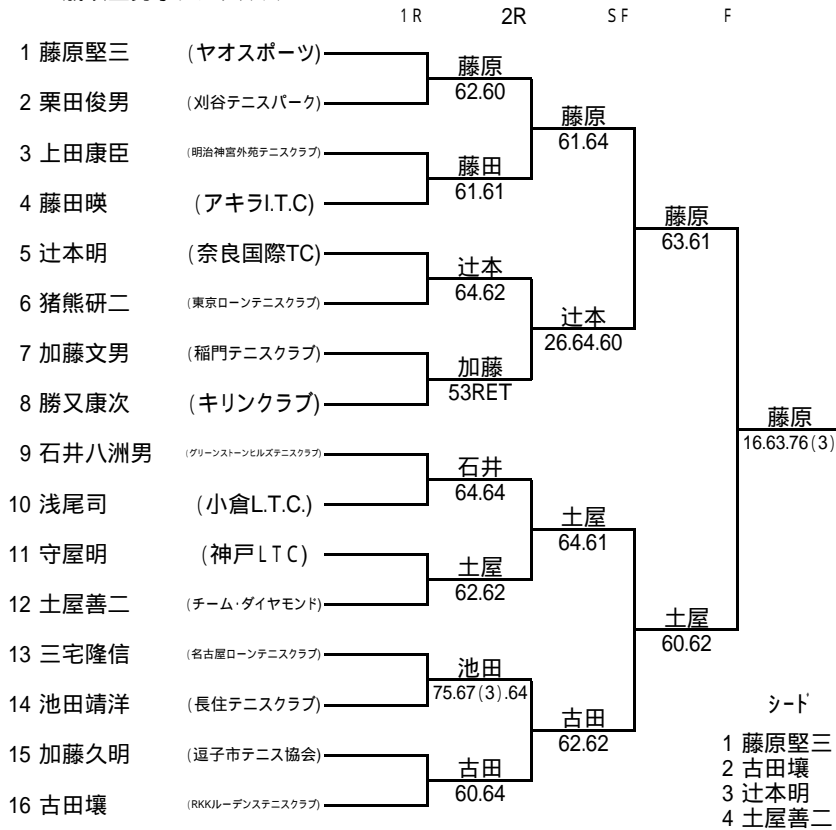 1R 2R SF F
1 藤原堅三 (ヤオスポーツ)
藤原
62.60
2 栗田俊男 (刈谷テニスパーク)
藤原
61.64
3 上田康臣 (明治神宮外苑テニスクラブ)
藤田
61.61
4 藤田暎 (アキラI.T.C)
藤原
63.61
5 辻本明 (奈良国際TC)
辻本
64.62
6 猪熊研二 (東京ローンテニスクラブ)
辻本
26.64.60
7 加藤文男 (稲門テニスクラブ)
加藤
53RET
8 勝又康次 (キリンクラブ)
藤原
16.63.76(3)
9 石井八洲男 (グリーンストーンヒルズテニスクラブ)
石井
64.64
10 浅尾司 (小倉L.T.C.)
土屋
64.61
11 守屋明 (神戸LTC)
土屋
62.62
12 土屋善二 (チーム・ダイヤモンド)
土屋
60.62
13 三宅隆信 (名古屋ローンテニスクラブ)
池田
75.67(3).64
14 池田靖洋 (長住テニスクラブ)
古田
62.62
15 加藤久明 (逗子市テニス協会)
古田
60.64
16 古田壤 (RKKルーデンステニスクラブ)
シード
1 藤原堅三
2 古田壤
3 辻本明
4 土屋善二